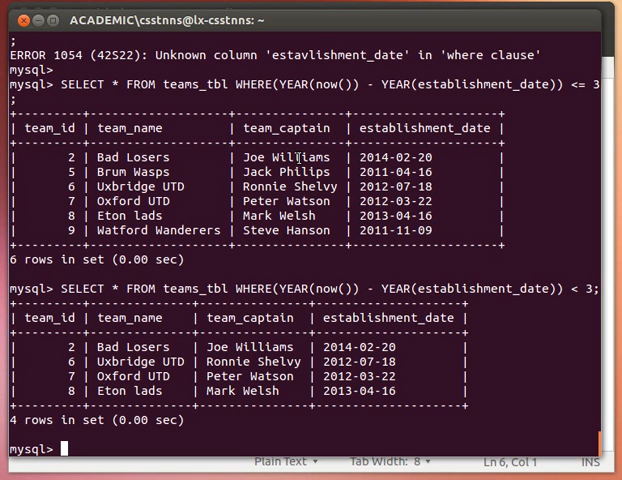 ACADEMIC\csstnns@lx-csstnns: ~
;
ERROR 1054 (42S22): Unknown column 'estavlishment_date' in 'where clause'
mysql>
mysql> SELECT * FROM teams_tbl WHERE(YEAR(now()) - YEAR(establishment_date)) <= 3
;
+---------+-------------------+---------------+--------------------+
| team_id | team_name         | team_captain  | establishment_date |
+---------+-------------------+---------------+--------------------+
|       2 | Bad Losers        | Joe Williams  | 2014-02-20         |
|       5 | Brum Wasps        | Jack Philips  | 2011-04-16         |
|       6 | Uxbridge UTD      | Ronnie Shelvy | 2012-07-18         |
|       7 | Oxford UTD        | Peter Watson  | 2012-03-22         |
|       8 | Eton lads         | Mark Welsh    | 2013-04-16         |
|       9 | Watford Wanderers | Steve Hanson  | 2011-11-09         |
+---------+-------------------+---------------+--------------------+
6 rows in set (0.00 sec)
mysql> SELECT * FROM teams_tbl WHERE(YEAR(now()) - YEAR(establishment_date)) < 3;
+---------+--------------+---------------+--------------------+
| team_id | team_name    | team_captain  | establishment_date |
+---------+--------------+---------------+--------------------+
|       2 | Bad Losers   | Joe Williams  | 2014-02-20         |
|       6 | Uxbridge UTD | Ronnie Shelvy | 2012-07-18         |
|       7 | Oxford UTD   | Peter Watson  | 2012-03-22         |
|       8 | Eton lads    | Mark Welsh    | 2013-04-16         |
+---------+--------------+---------------+--------------------+
4 rows in set (0.00 sec)
mysql>
Plain Text Tab Width: 8 Ln 6, Col 1 INS